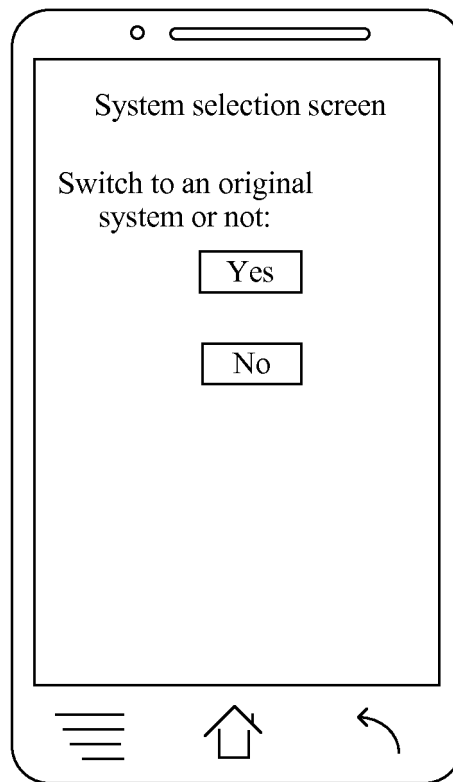 System selection screen
Switch to an original
system or not:
Yes
No